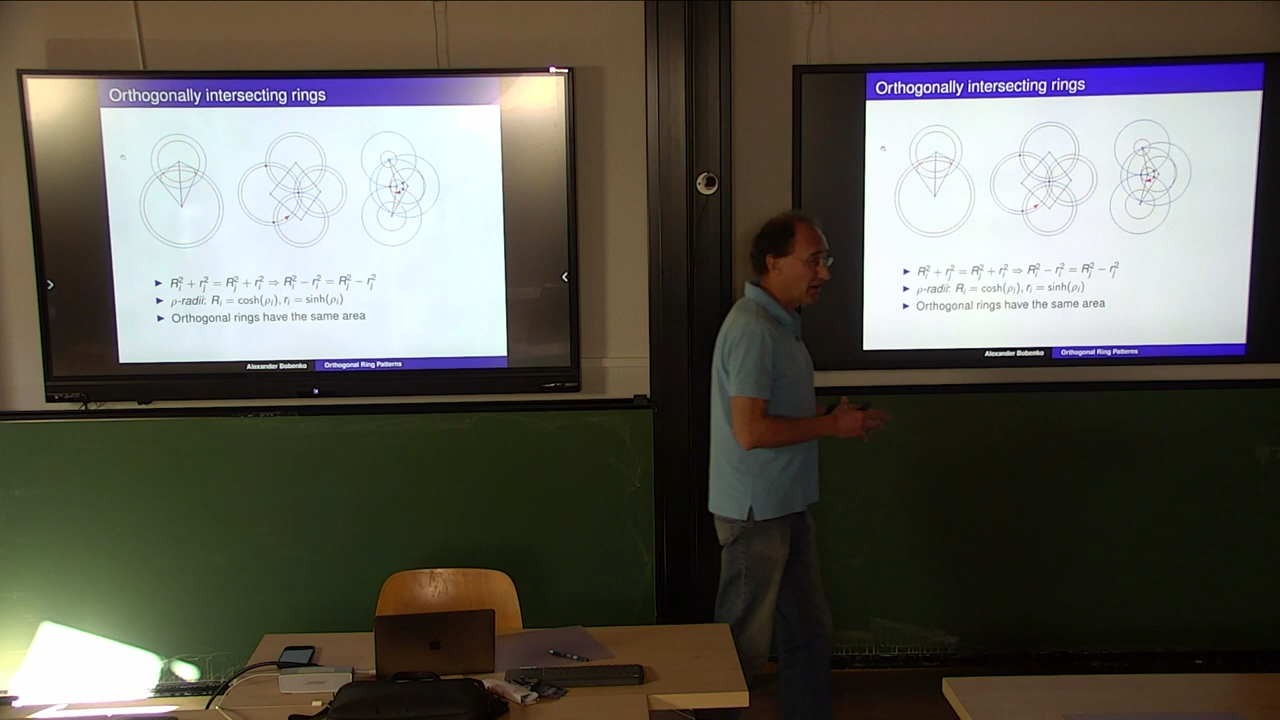 Orthogonally intersecting rings
► R_i^2 + r_j^2 = R_j^2 + r_i^2 ⇒ R_i^2 − r_i^2 = R_j^2 − r_j^2
► ρ-radii: R_i = cosh(ρ_i), r_i = sinh(ρ_i)
► Orthogonal rings have the same area
Alexander Bobenko Orthogonal Ring Patterns
Orthogonally intersecting rings
► R_i^2 + r_j^2 = R_j^2 + r_i^2 ⇒ R_i^2 − r_i^2 = R_j^2 − r_j^2
► ρ-radii: R_i = cosh(ρ_i), r_i = sinh(ρ_i)
► Orthogonal rings have the same area
Alexander Bobenko Orthogonal Ring Patterns